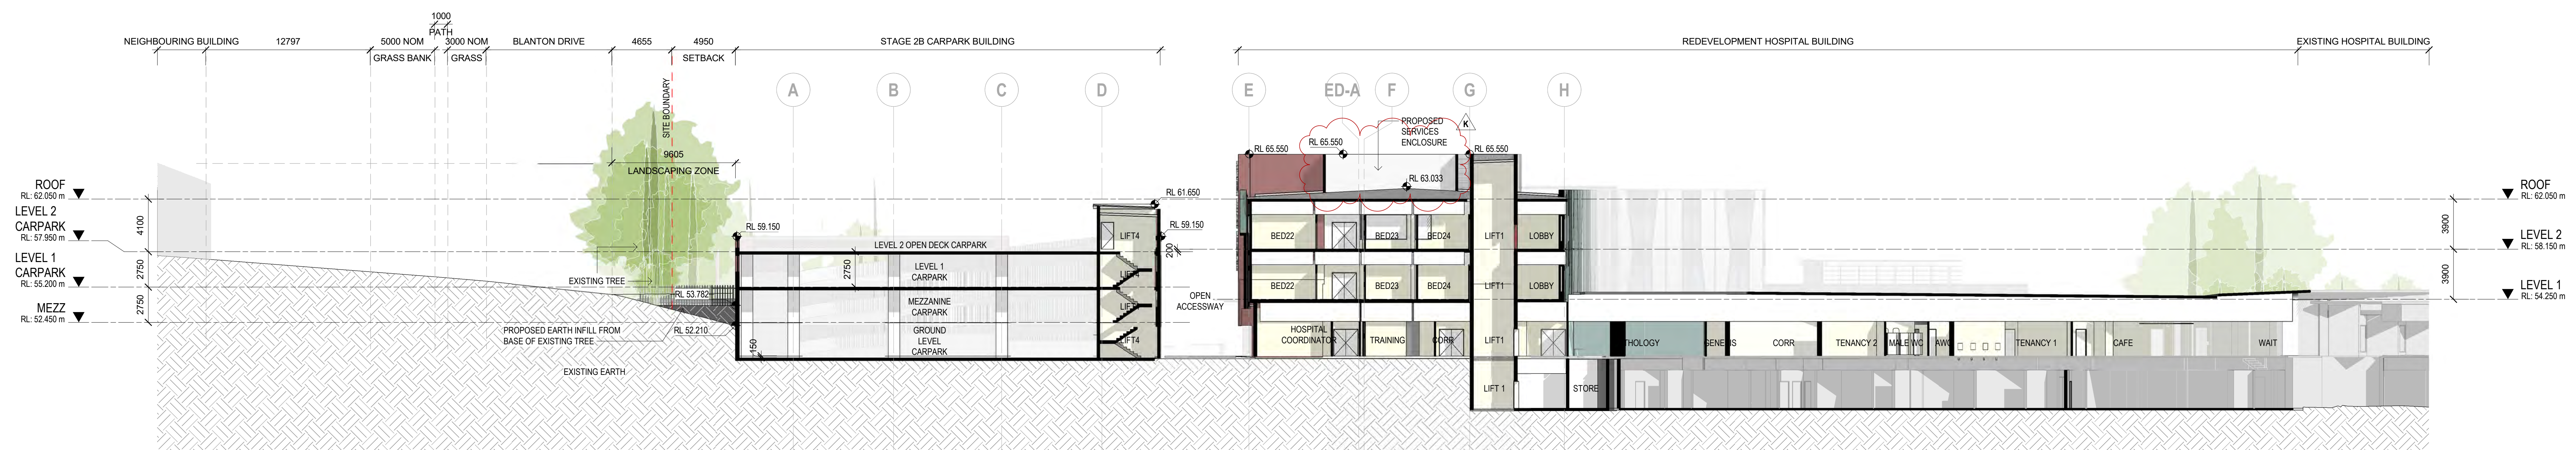 1000
PATH
NEIGHBOURING BUILDING
12797
5000 NOM
3000 NOM
BLANTON DRIVE
4655
4950
STAGE 2B CARPARK BUILDING
REDEVELOPMENT HOSPITAL BUILDING
EXISTING HOSPITAL BUILDING
GRASS BANK
GRASS
SETBACK
SITE BOUNDARY
A
B
C
D
E
ED-A
F
G
H
PROPOSED
SERVICES
ENCLOSURE
K
RL 65.550
RL 65.550
RL 65.550
RL 63.033
9605
LANDSCAPING ZONE
ROOF
RL: 62.050 m
LEVEL 2
CARPARK
RL: 57.950 m
LEVEL 1
CARPARK
RL: 55.200 m
MEZZ
RL: 52.450 m
4100
2750
2750
RL 59.150
RL 61.650
RL 59.150
200
LEVEL 2 OPEN DECK CARPARK
LEVEL 1
CARPARK
2750
MEZZANINE
CARPARK
GROUND
LEVEL
CARPARK
150
LIFT4
LIFT4
LIFT4
EXISTING TREE
RL 53.782
RL 52.210
PROPOSED EARTH INFILL FROM
BASE OF EXISTING TREE
EXISTING EARTH
OPEN
ACCESSWAY
BED22
BED23
BED24
LIFT1
LOBBY
BED22
BED23
BED24
LIFT1
LOBBY
HOSPITAL
COORDINATOR
TRAINING
CORR
LIFT1
THOLOGY
CORR
TENANCY 2
MALE WC
AWC
TENANCY 1
CAFE
WAIT
LIFT 1
STORE
3900
3900
ROOF
RL: 62.050 m
LEVEL 2
RL: 58.150 m
LEVEL 1
RL: 54.250 m